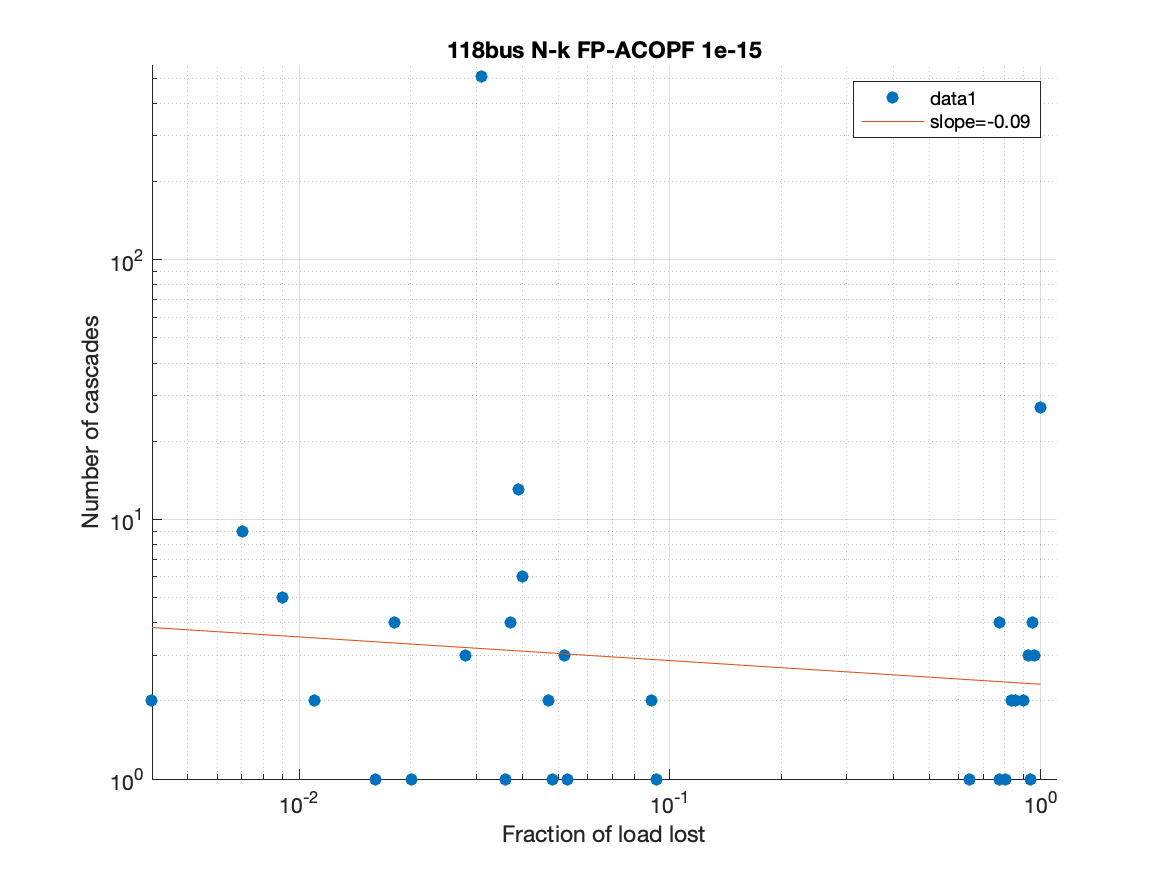 118bus N-k FP-ACOPF 1e-15
data1
slope=-0.09
Number of cascades
10^2
10^1
10^0
10^-2
10^-1
10^0
Fraction of load lost